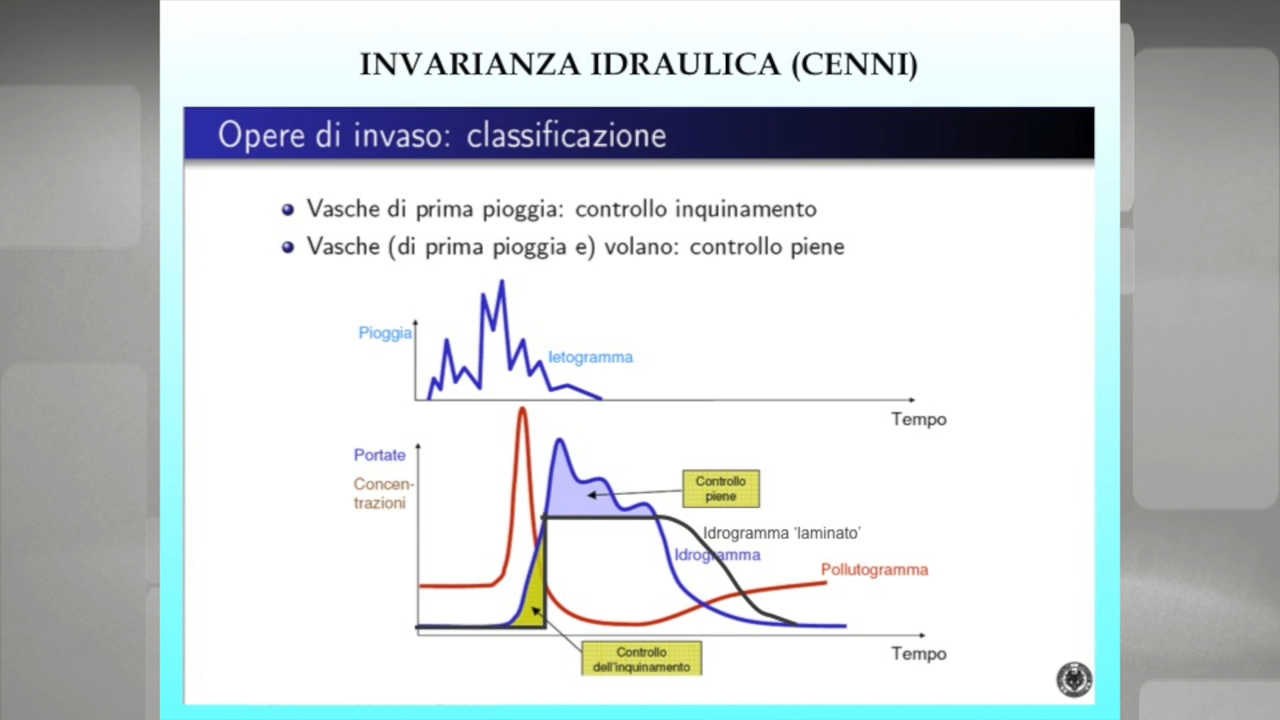 INVARIANZA IDRAULICA (CENNI)
Opere di invaso: classificazione
Vasche di prima pioggia: controllo inquinamento
Vasche (di prima pioggia e) volano: controllo piene
Pioggia
Ietogramma
Tempo
Portate
Concen-
trazioni
Controllo
piene
Idrogramma 'laminato'
Idrogramma
Pollutogramma
Tempo
Controllo
dell'inquinamento